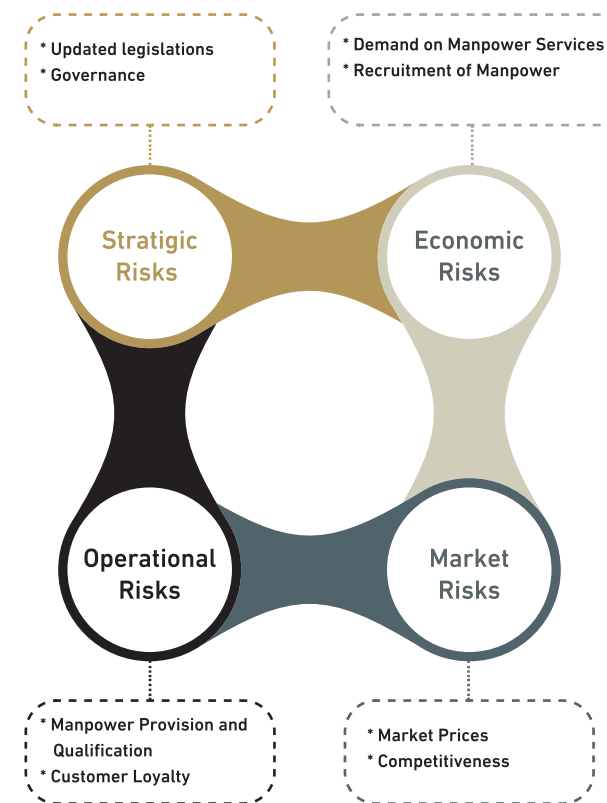 * Updated legislations
* Governance
* Demand on Manpower Services
* Recruitment of Manpower
Stratigic
Risks
Economic
Risks
Operational
Risks
Market
Risks
* Manpower Provision and
Qualification
* Customer Loyalty
* Market Prices
* Competitiveness